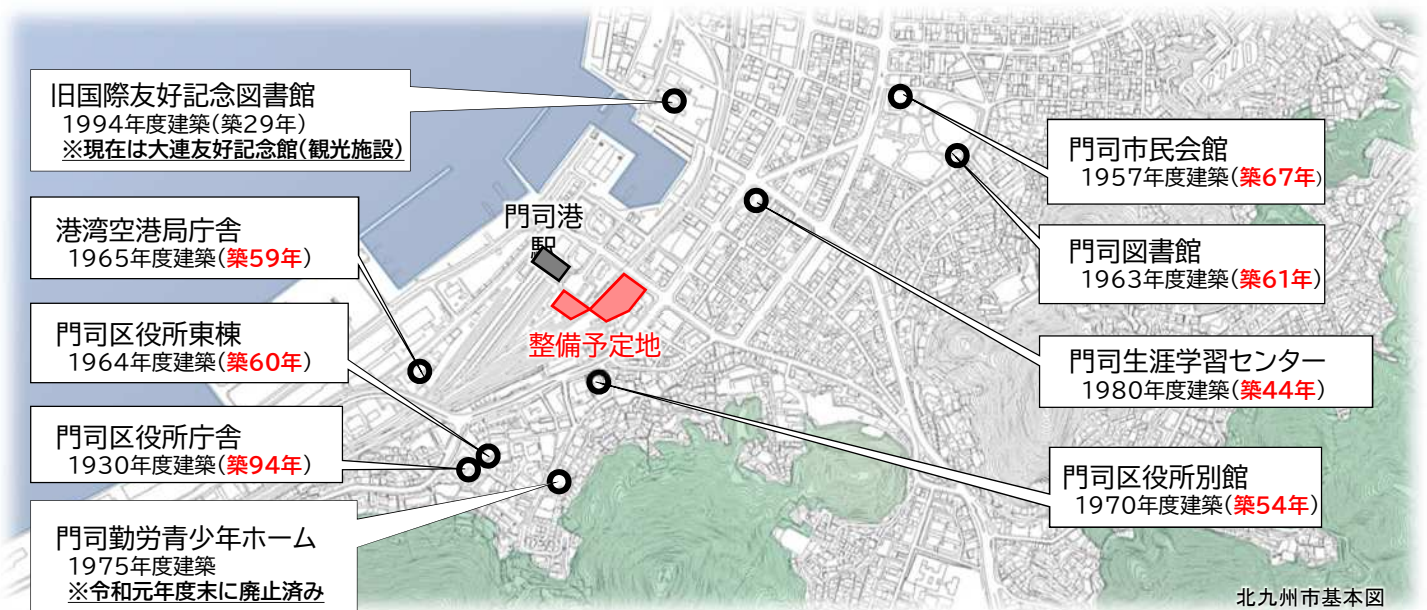 旧国際友好記念図書館
1994年度建築(築29年)
※現在は大連友好記念館(観光施設)
港湾空港局庁舎
1965年度建築(築59年)
門司区役所東棟
1964年度建築(築60年)
門司区役所庁舎
1930年度建築(築94年)
門司勤労青少年ホーム
1975年度建築
※令和元年度末に廃止済み
門司港
駅
整備予定地
門司市民会館
1957年度建築(築67年)
門司図書館
1963年度建築(築61年)
門司生涯学習センター
1980年度建築(築44年)
門司区役所別館
1970年度建築(築54年)
北九州市基本図